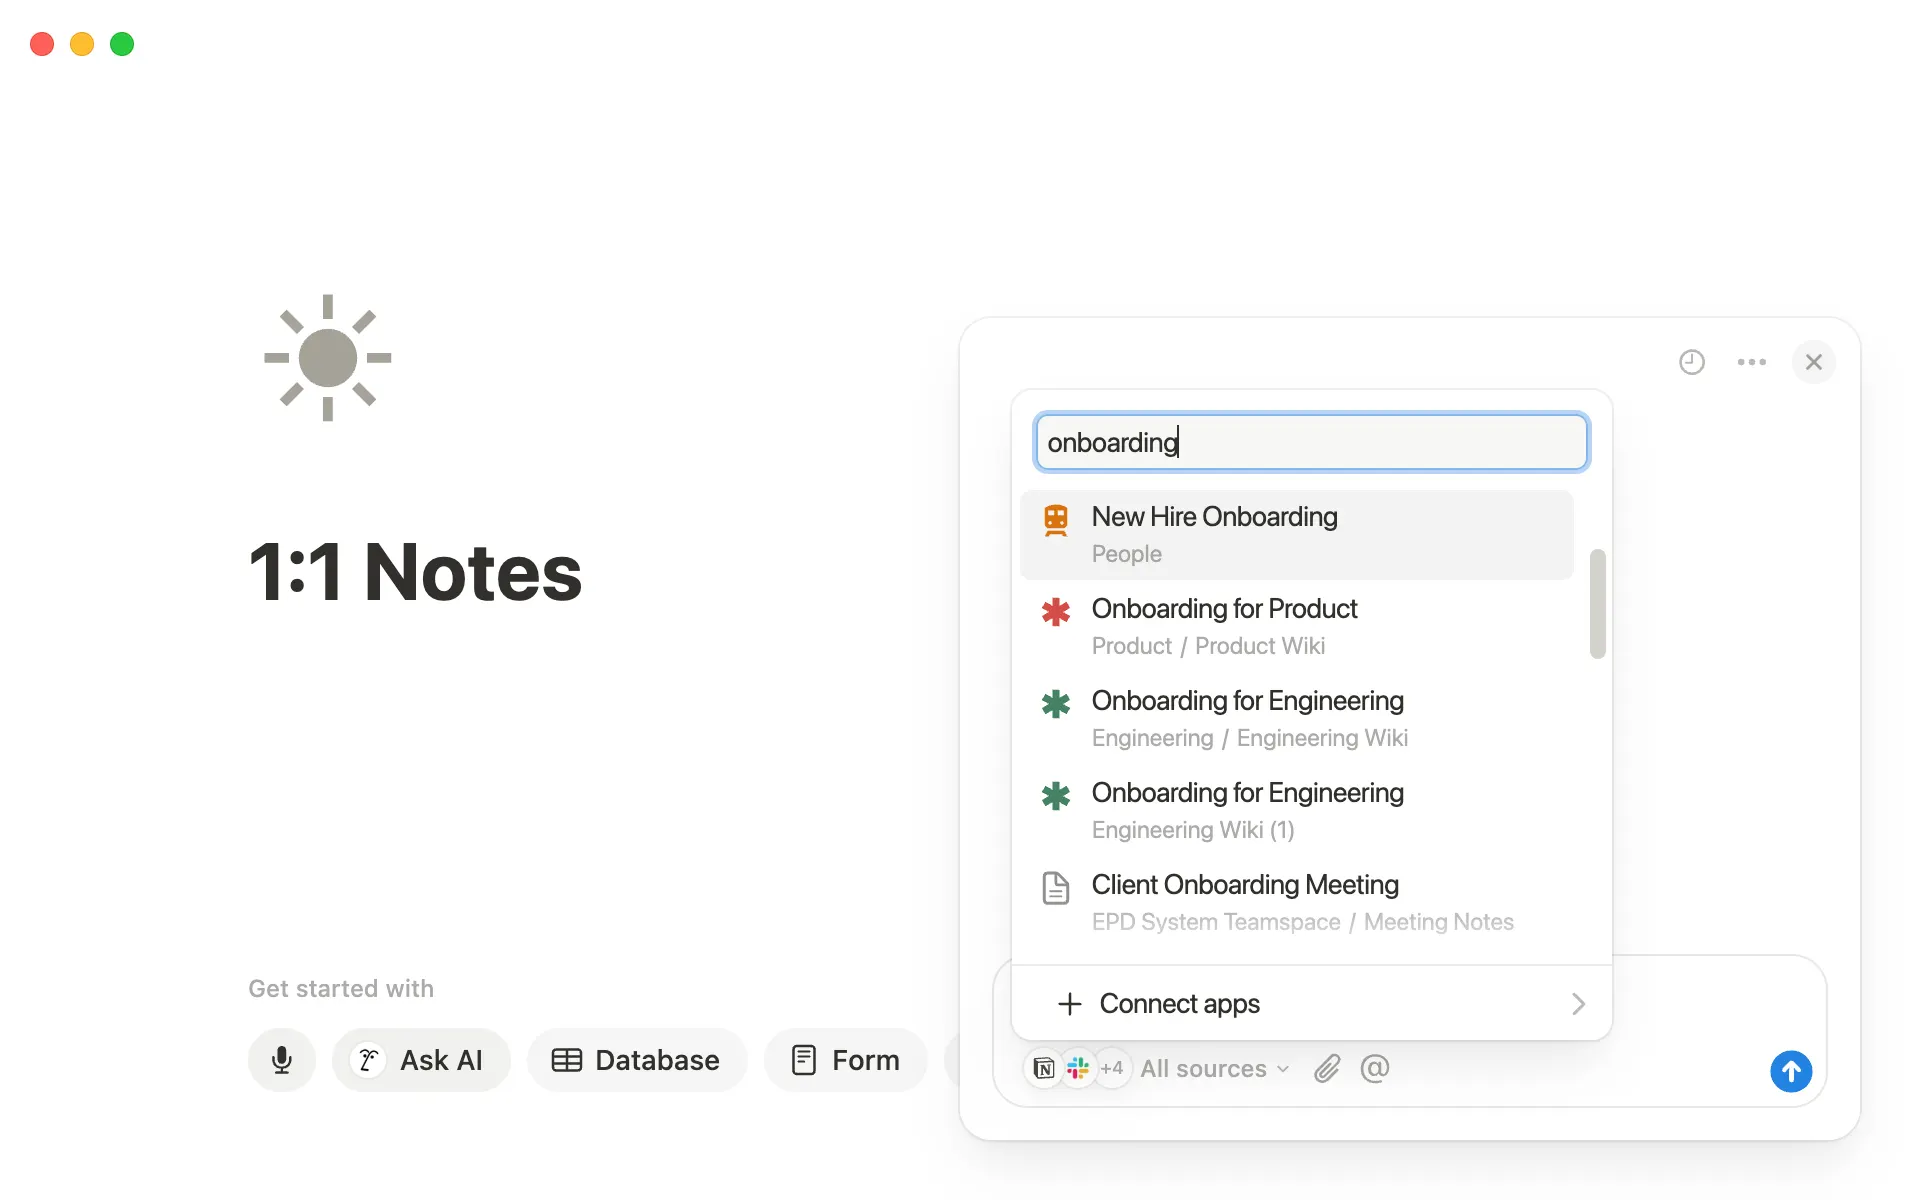 1:1 Notes
Get started with
Ask AI
Database
Form
onboarding
New Hire Onboarding
People
Onboarding for Product
Product / Product Wiki
Onboarding for Engineering
Engineering / Engineering Wiki
Onboarding for Engineering
Engineering Wiki (1)
Client Onboarding Meeting
EPD System Teamspace / Meeting Notes
Connect apps
N +4 All sources @